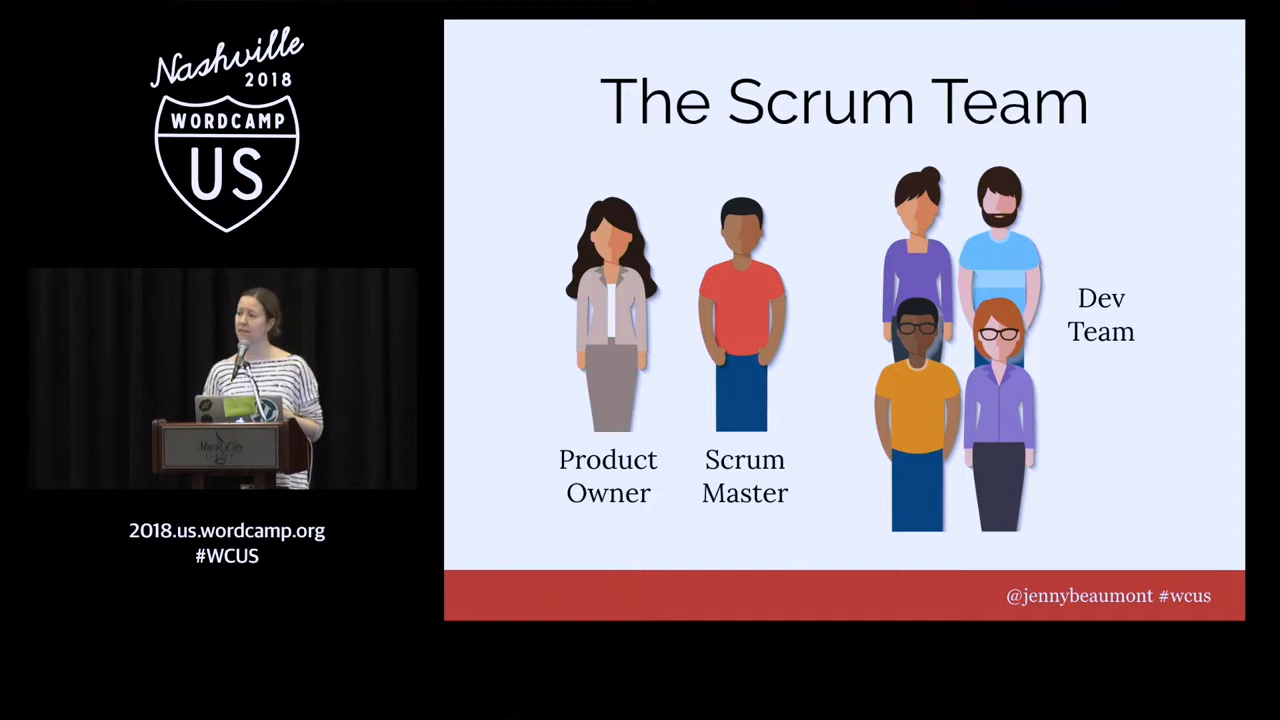 Nashville
2018
WORDCAMP
US
2018.us.wordcamp.org
#WCUS
The Scrum Team
Product
Owner
Scrum
Master
Dev
Team
@jennybeaumont #wcus